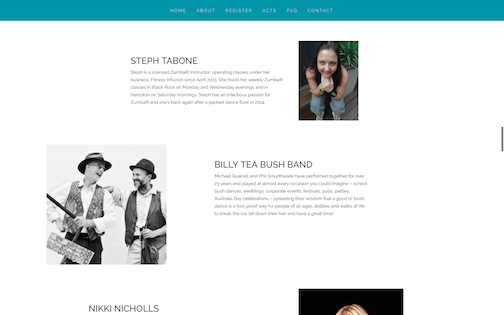 HOME ABOUT REGISTER ACTS FAQ CONTACT
STEPH TABONE
Steph is a licensed Zumba® Instructor, operating classes under her
business, Fitness Infuzion since April 2013. She holds her weekly Zumba®
classes in Black Rock on Monday and Wednesday evenings and in
Hampton on Saturday mornings. Steph has an infectious passion for
Zumba® and she's back again after a packed dance floor in 2014.
BILLY TEA BUSH BAND
Michael Quarrell and Phil Smouthwaite have performed together for over
23 years and played at almost every occasion you could imagine – school
bush dances, weddings, corporate events, festivals, pubs, parties,
Australia Day celebrations – spreading their wisdom that a good ol' bush
dance is a foot-proof way for people of all ages, abilities and walks of life
to break the ice, let down their hair and have a great time!
NIKKI NICHOLLS